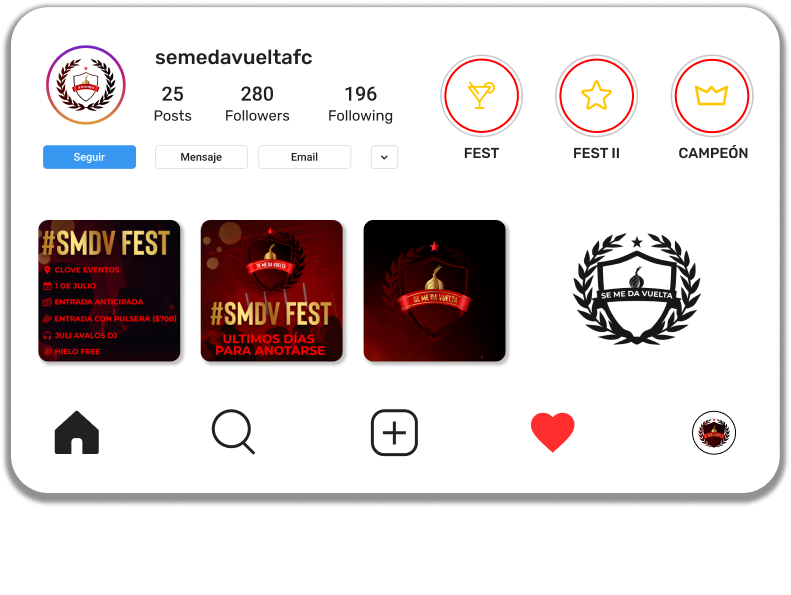 semedavueltafc
25
280
196
Posts
Followers
Following
Seguir
Mensaje
Email
FEST
FEST II
CAMPEÓN
#SMDV FEST
CLOVE EVENTOS
1 DE JULIO
ENTRADA ANTICIPADA
ENTRADA CON PULSERA ($700)
JULI AVALOS DJ
HIELO FREE
SE ME DA VUELTA
#SMDV FEST
ULTIMOS DÍAS
PARA ANOTARSE
SE ME DA VUELTA
SE ME DA VUELTA